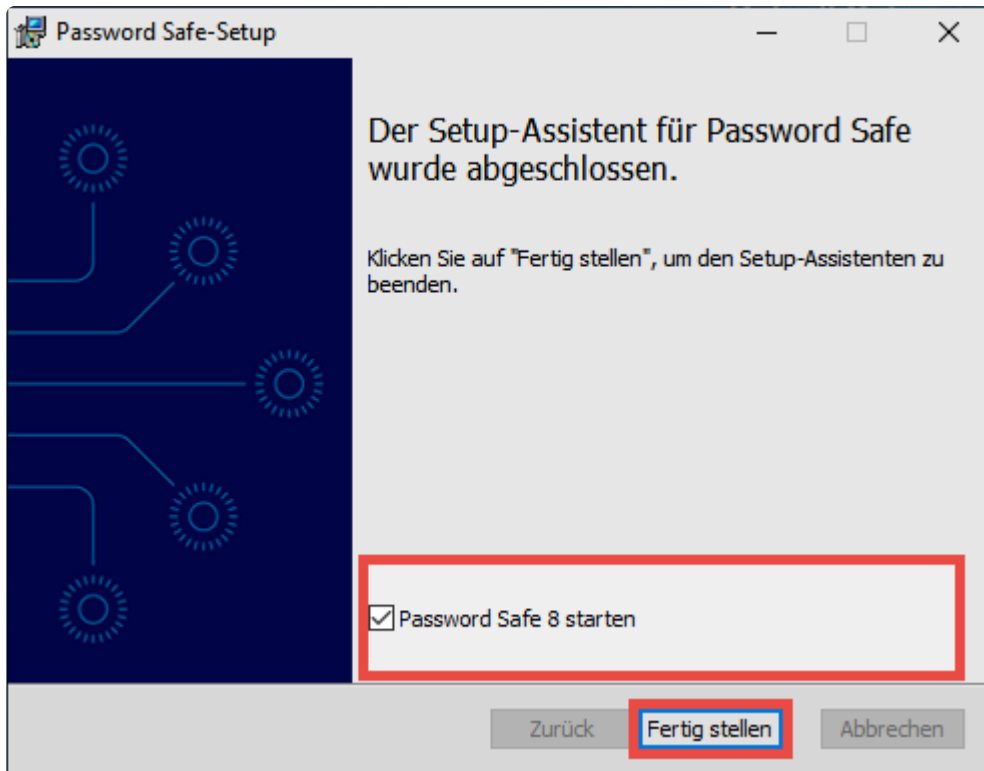 Password Safe-Setup
Der Setup-Assistent für Password Safe
wurde abgeschlossen.
Klicken Sie auf "Fertig stellen", um den Setup-Assistenten zu
beenden.
Password Safe 8 starten
Zurück
Fertig stellen
Abbrechen